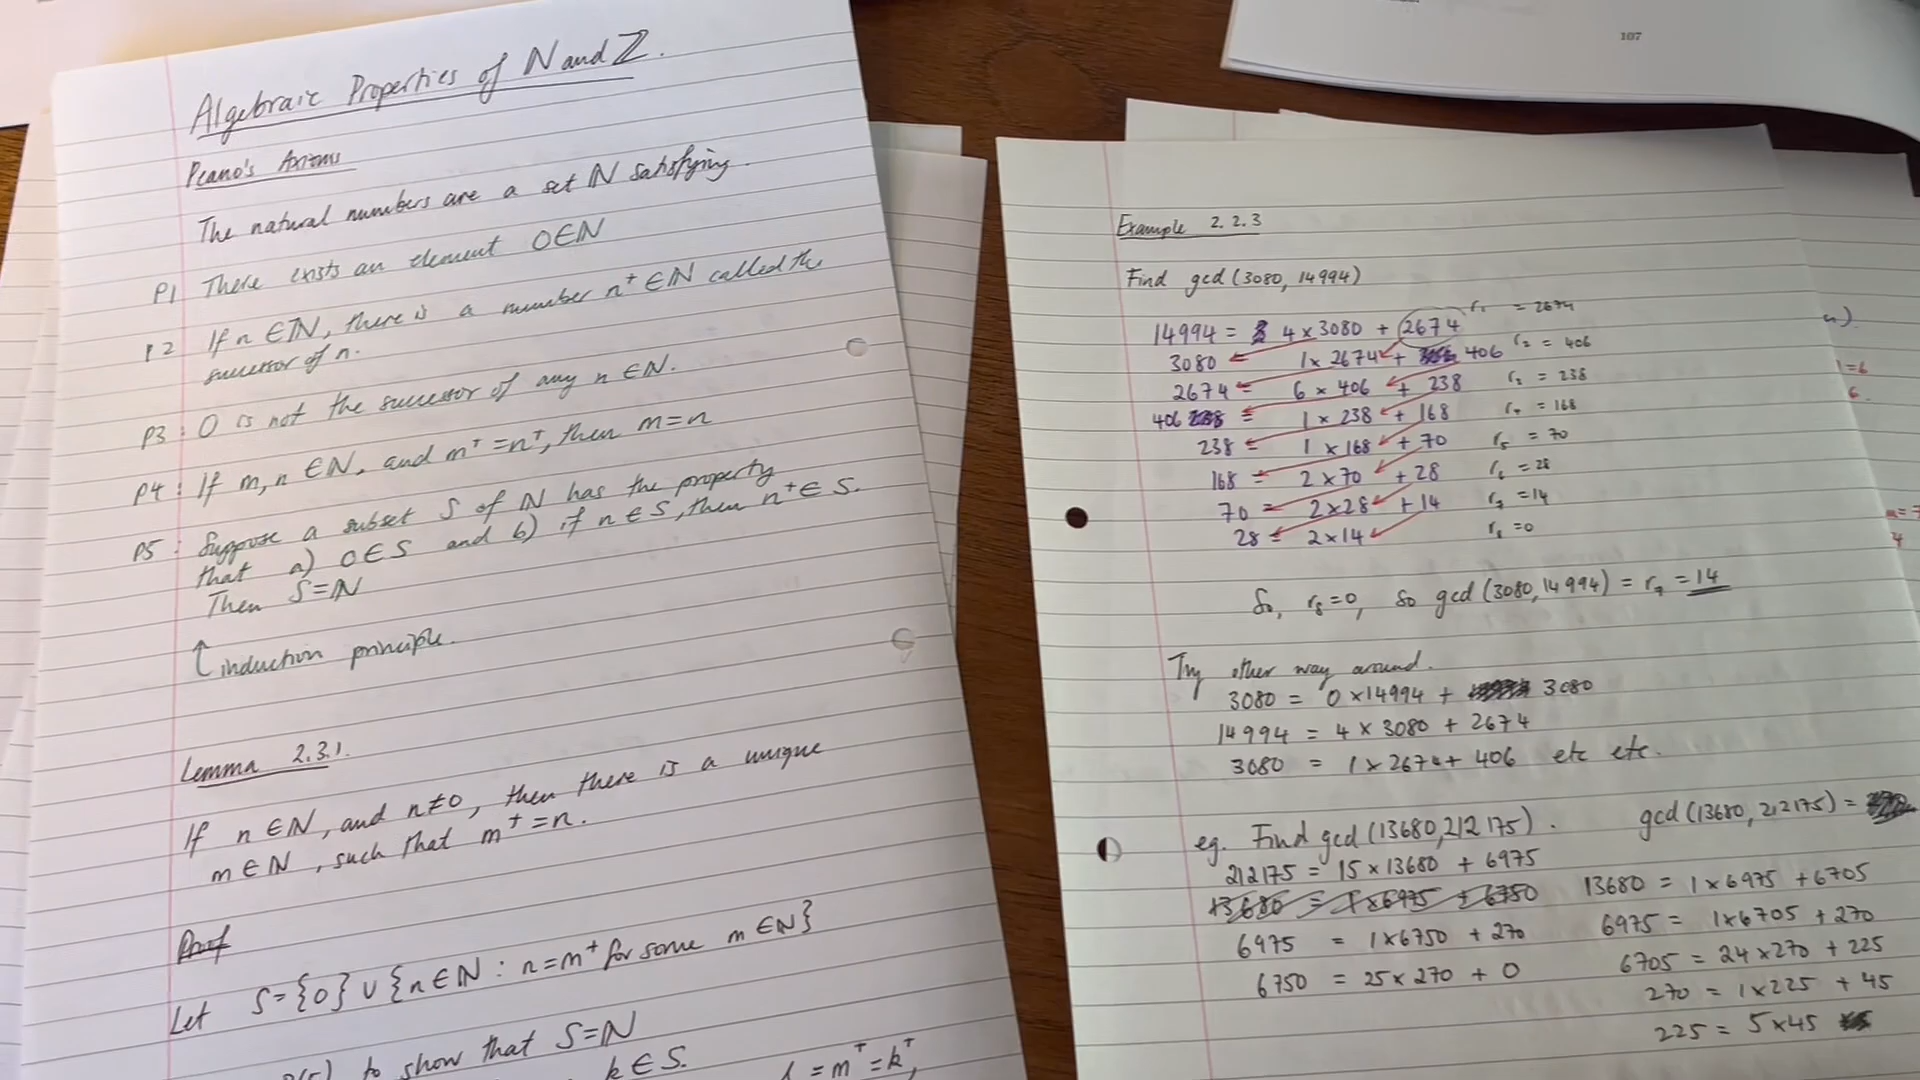 Algebraic Properties of N and Z.
Peano's Axioms
The natural numbers are a set ℕ satisfying.
P1 There exists an element 0∈ℕ
P2 If n∈ℕ, there is a number n⁺∈ℕ called the
successor of n.
P3: 0 is not the successor of any n∈ℕ.
P4: If m,n∈ℕ, and m⁺=n⁺, then m=n
P5: Suppose a subset S of ℕ has the property
that a) 0∈S and b) if n∈S, then n⁺∈S.
Then S=ℕ
↑ induction principle.
Lemma 2.3.1.
If n∈ℕ, and n≠0, then there is a unique
m∈ℕ, such that m⁺=n.
Proof
Let S={0}∪{n∈ℕ: n=m⁺ for some m∈ℕ}
to show that S=ℕ
k∈S.
= m⁺ = k⁺,
107
Example 2.2.3
Find gcd(3080, 14994)
14994 = 4×3080 + 2674 r₁ = 2674
3080 1×2674 + 406 r₂ = 406
2674 = 6×406 + 238 r₃ = 238
406 = 1×238 + 168 r₄ = 168
238 = 1×168 + 70 r₅ = 70
168 = 2×70 + 28 r₆ = 28
70 = 2×28 + 14 r₇ = 14
28 = 2×14 r₈ = 0
So, r₈=0, so gcd(3080,14994) = r₇ = 14
Try other way around.
3080 = 0×14994 + 3080
14994 = 4×3080 + 2674
3080 = 1×2674 + 406 etc etc.
eg. Find gcd(13680,212175). gcd(13680,212175) =
212175 = 15×13680 + 6975
13680 = 1×6975 + 6750
6975 = 1×6750 + 270
6750 = 25×270 + 0
13680 = 1×6975 + 6705
6975 = 1×6705 + 270
6705 = 24×270 + 225
270 = 1×225 + 45
225 = 5×45